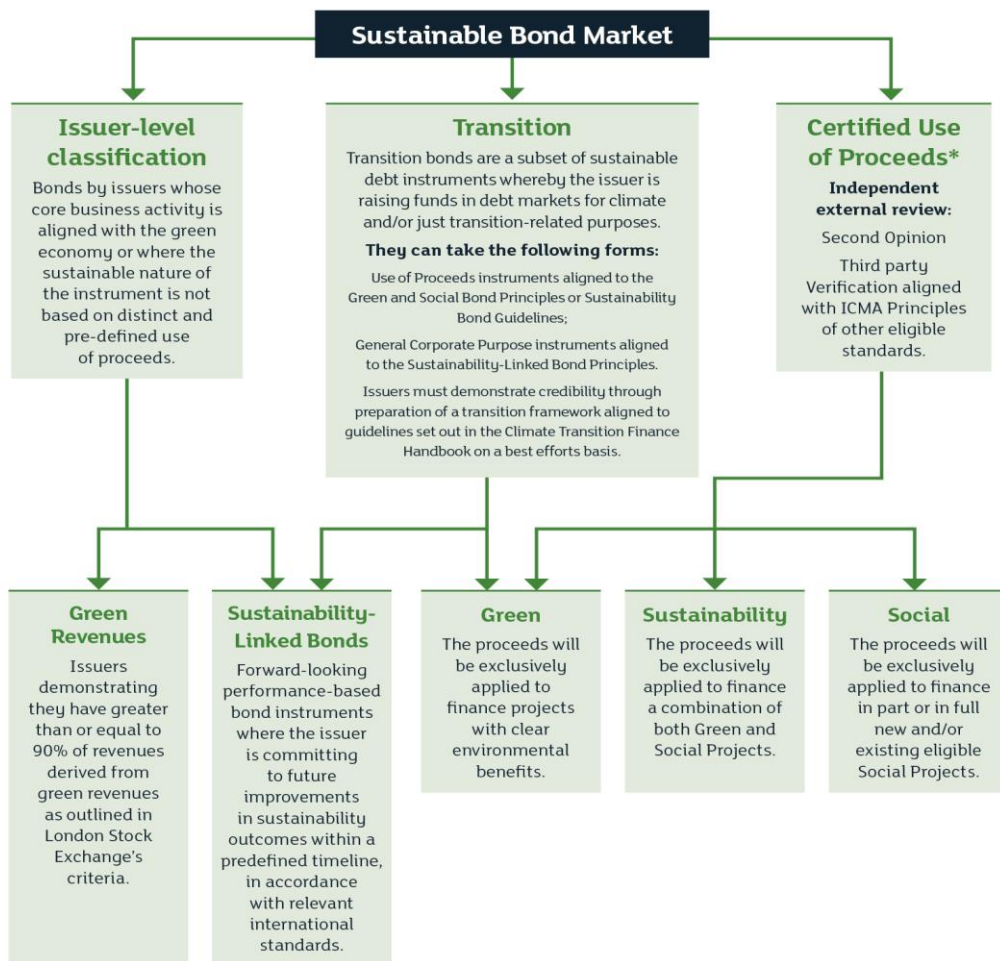 Sustainable Bond Market
Issuer-level
classification
Bonds by issuers whose
core business activity is
aligned with the green
economy or where the
sustainable nature of
the instrument is not
based on distinct and
pre-defined use
of proceeds.
Transition
Transition bonds are a subset of sustainable
debt instruments whereby the issuer is
raising funds in debt markets for climate
and/or just transition-related purposes.
They can take the following forms:
Use of Proceeds instruments aligned to the
Green and Social Bond Principles or Sustainability
Bond Guidelines;
General Corporate Purpose instruments aligned
to the Sustainability-Linked Bond Principles.
Issuers must demonstrate credibility through
preparation of a transition framework aligned to
guidelines set out in the Climate Transition Finance
Handbook on a best efforts basis.
Certified Use
of Proceeds*
Independent
external review:
Second Opinion
Third party
Verification aligned
with ICMA Principles
of other eligible
standards.
Green
Revenues
Issuers
demonstrating
they have greater
than or equal to
90% of revenues
derived from
green revenues
as outlined in
London Stock
Exchange's
criteria.
Sustainability-
Linked Bonds
Forward-looking
performance-based
bond instruments
where the issuer
is committing
to future
improvements
in sustainability
outcomes within a
predefined timeline,
in accordance
with relevant
international
standards.
Green
The proceeds will
be exclusively
applied to
finance projects
with clear
environmental
benefits.
Sustainability
The proceeds will
be exclusively
applied to finance
a combination of
both Green and
Social Projects.
Social
The proceeds will
be exclusively
applied to finance
in part or in full
new and/or
existing eligible
Social Projects.